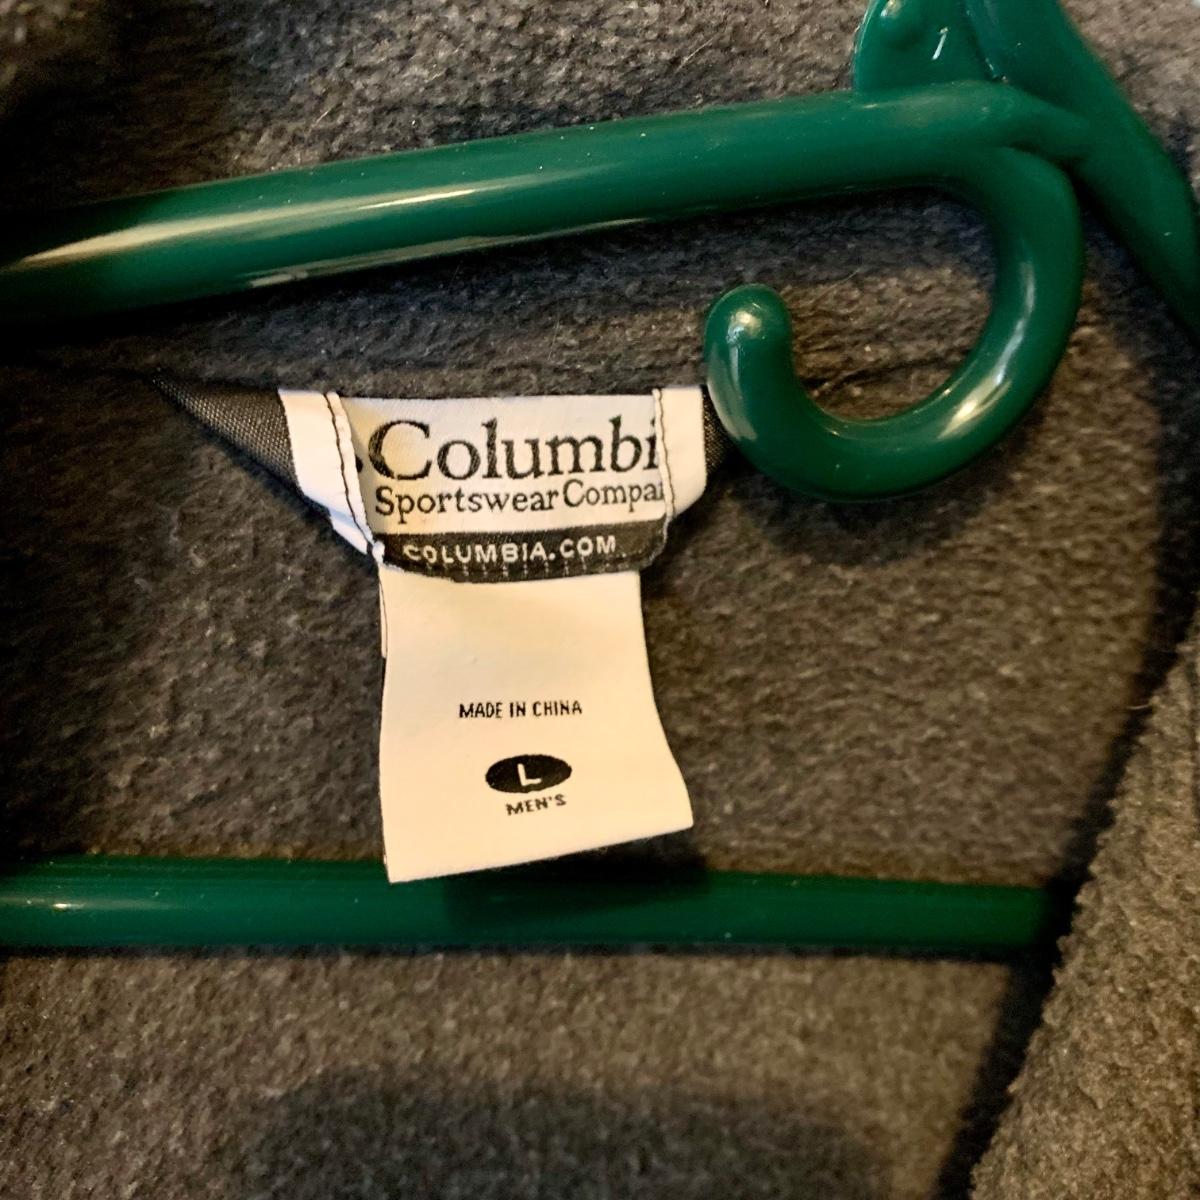 Columbi
Sportswear Compa
COLUMBIA.COM
MADE IN CHINA
L
MEN'S